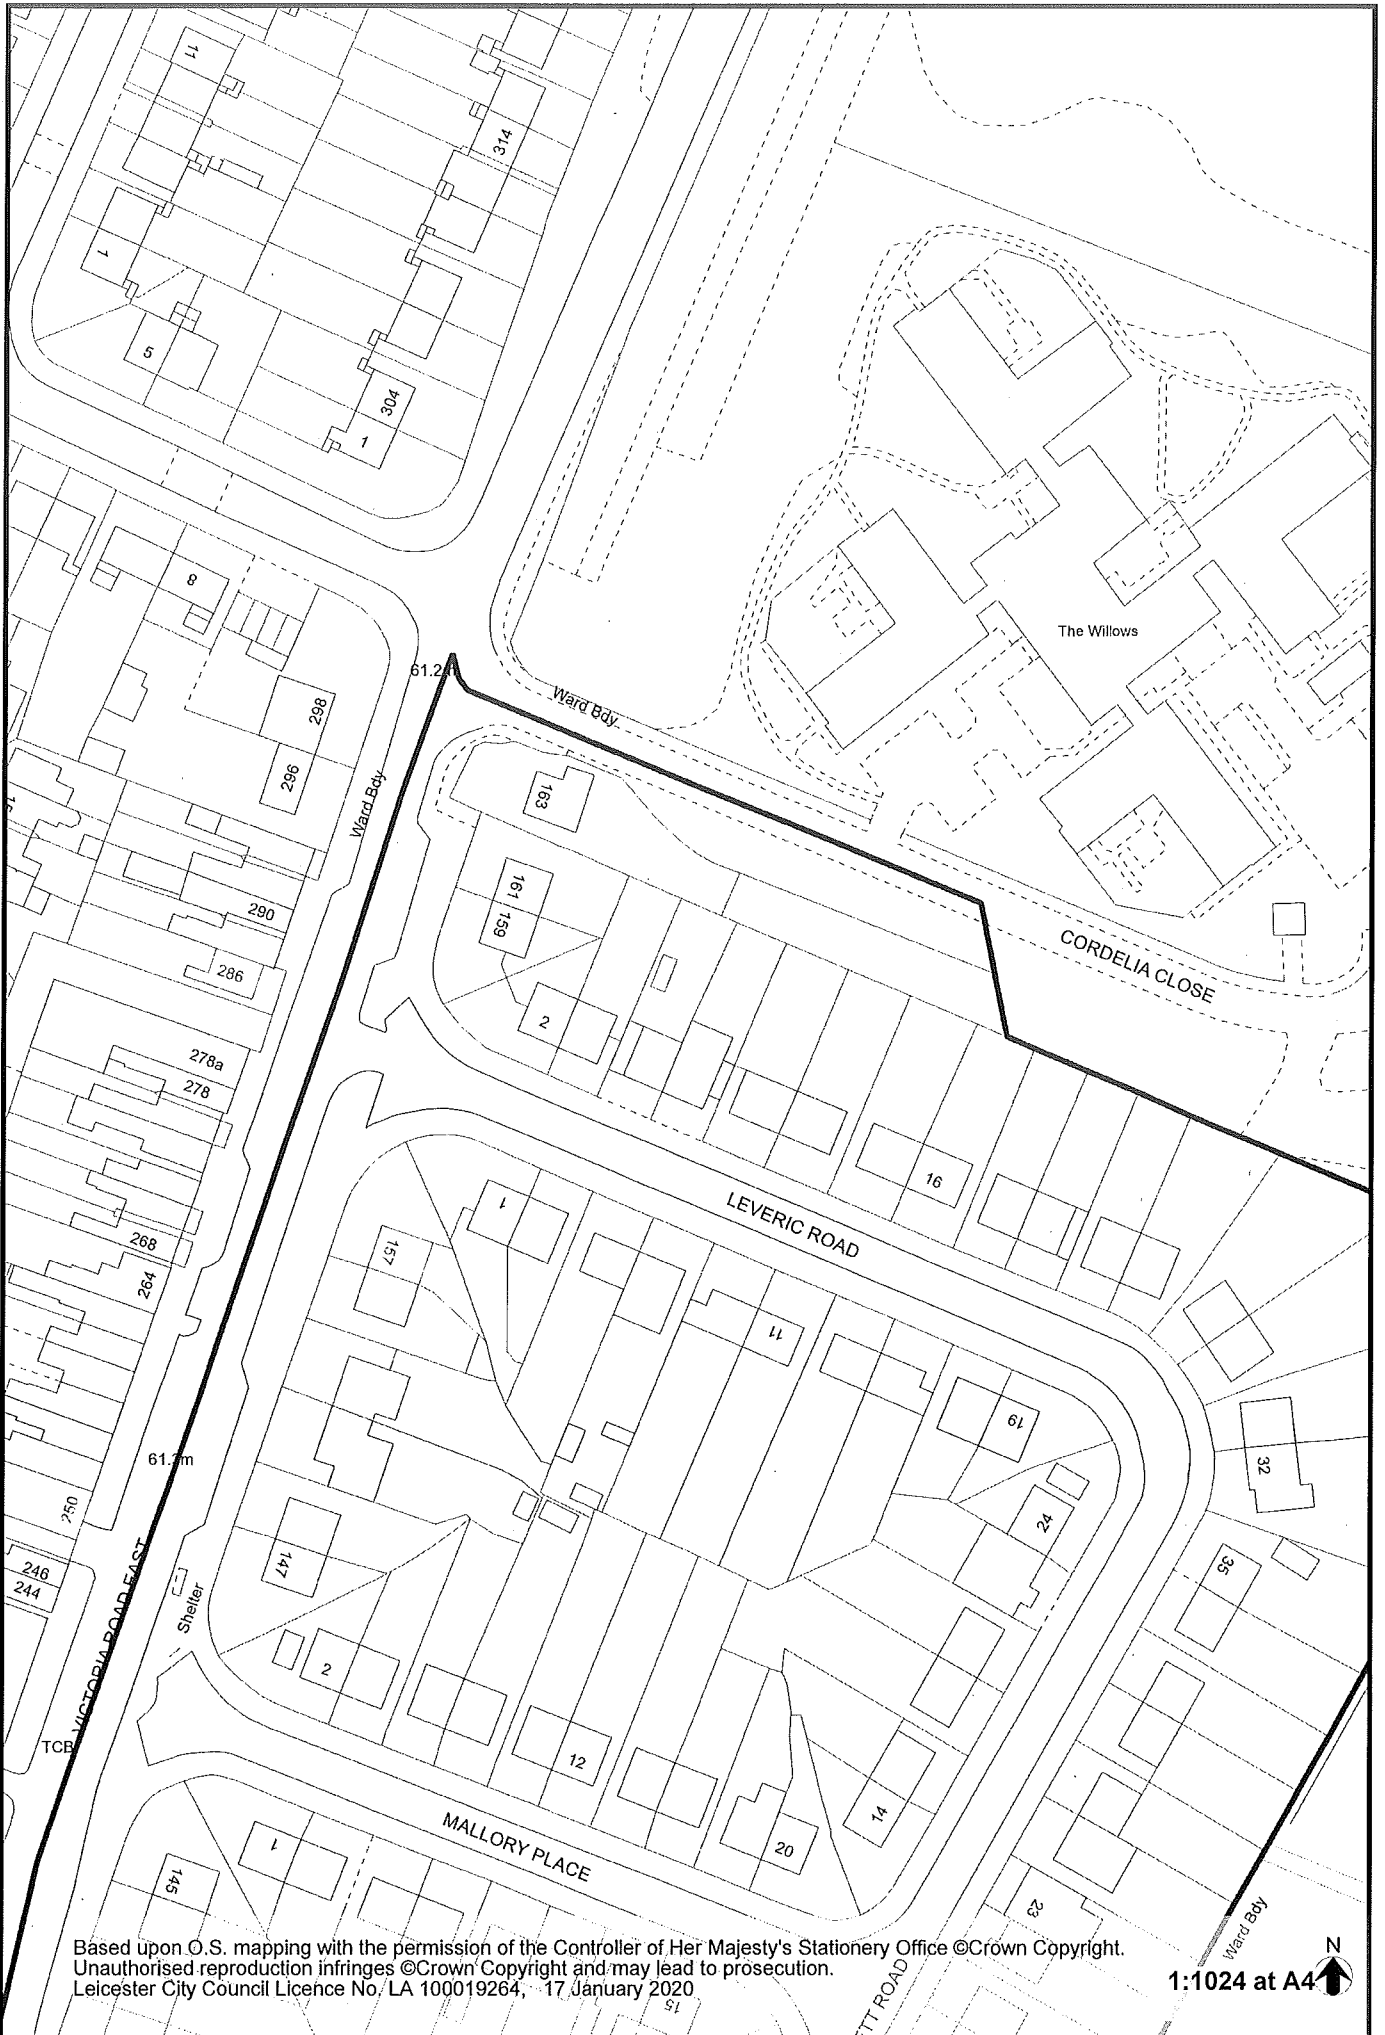 11
314
1
5
304
1
8
298
296
61.2
Ward Bdy
The Willows
Ward Bdy
163
161
159
290
286
2
CORDELIA CLOSE
278a
278
16
LEVERIC ROAD
1
157
268
264
11
19
32
61.
m
250
24
35
147
246
244
Shelter
2
VICTORIA ROAD EAST
TCB
12
14
20
MALLORY PLACE
1
145
23
Ward Bdy
Based upon O.S. mapping with the permission of the Controller of Her Majesty's Stationery Office ©Crown Copyright.
Unauthorised reproduction infringes ©Crown Copyright and may lead to prosecution.
Leicester City Council Licence No. LA 100019264, 17 January 2020
15
TT ROAD
N
1:1024 at A4